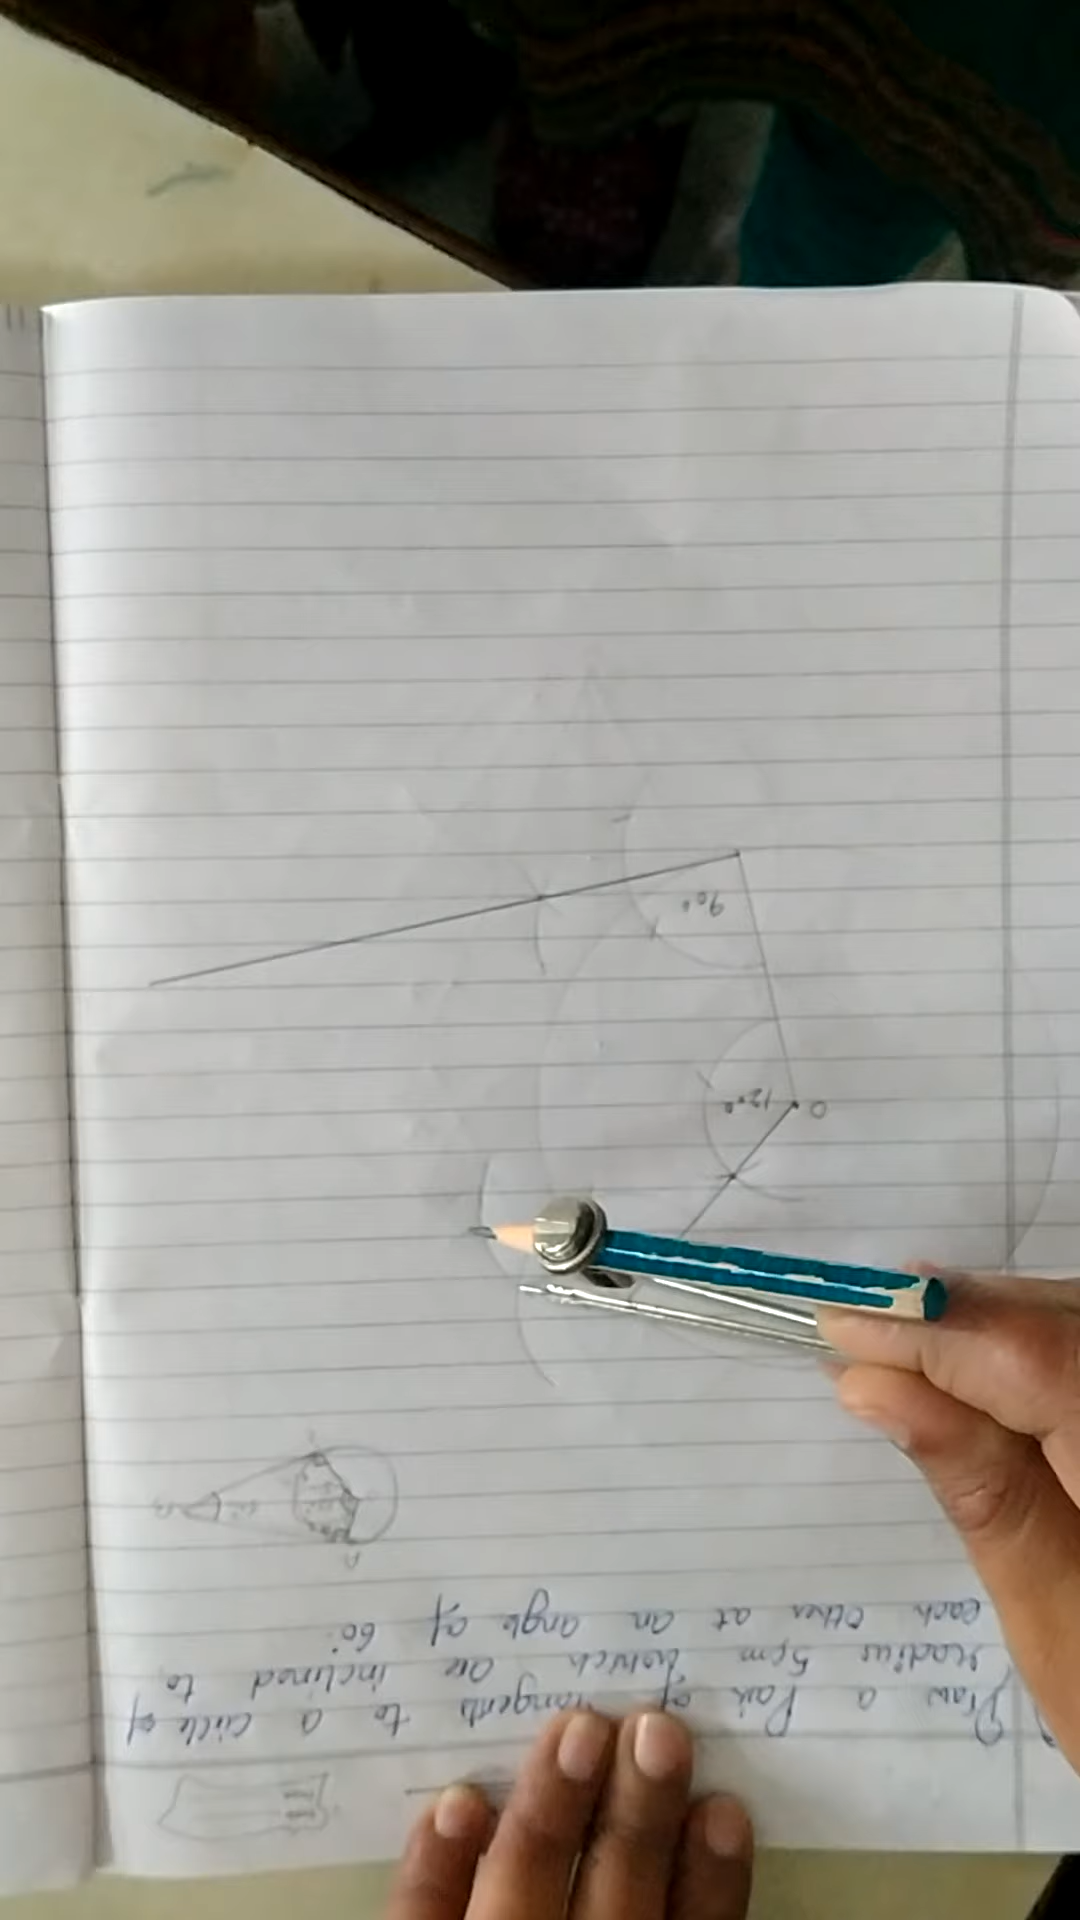 Draw a Pair of tangents to a circle of
radius 5cm which are inclined to
each other at an angle of 60°
A
60°
O
120°
90°